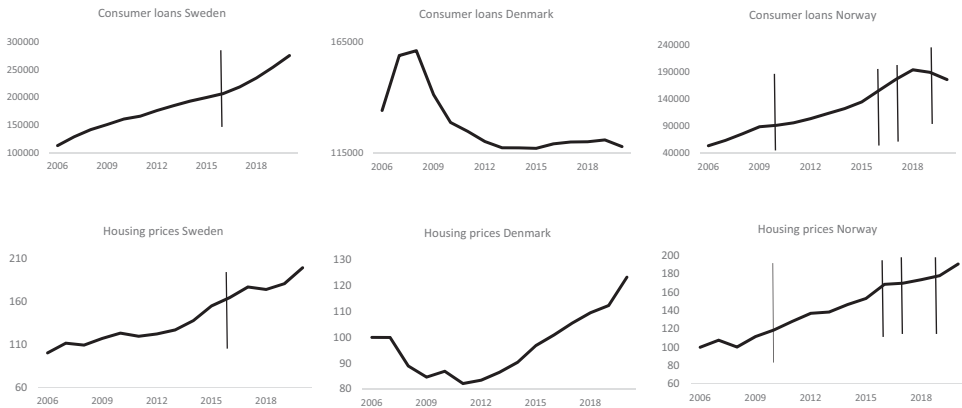 Consumer loans Sweden
300000
250000
200000
150000
100000
2006 2009 2012 2015 2018
Consumer loans Denmark
165000
115000
2006 2009 2012 2015 2018
Consumer loans Norway
240000
190000
140000
90000
40000
2006 2009 2012 2015 2018
Housing prices Sweden
210
160
110
60
2006 2009 2012 2015 2018
Housing prices Denmark
130
120
110
100
90
80
2006 2009 2012 2015 2018
Housing prices Norway
200
180
160
140
120
100
80
60
2006 2009 2012 2015 2018